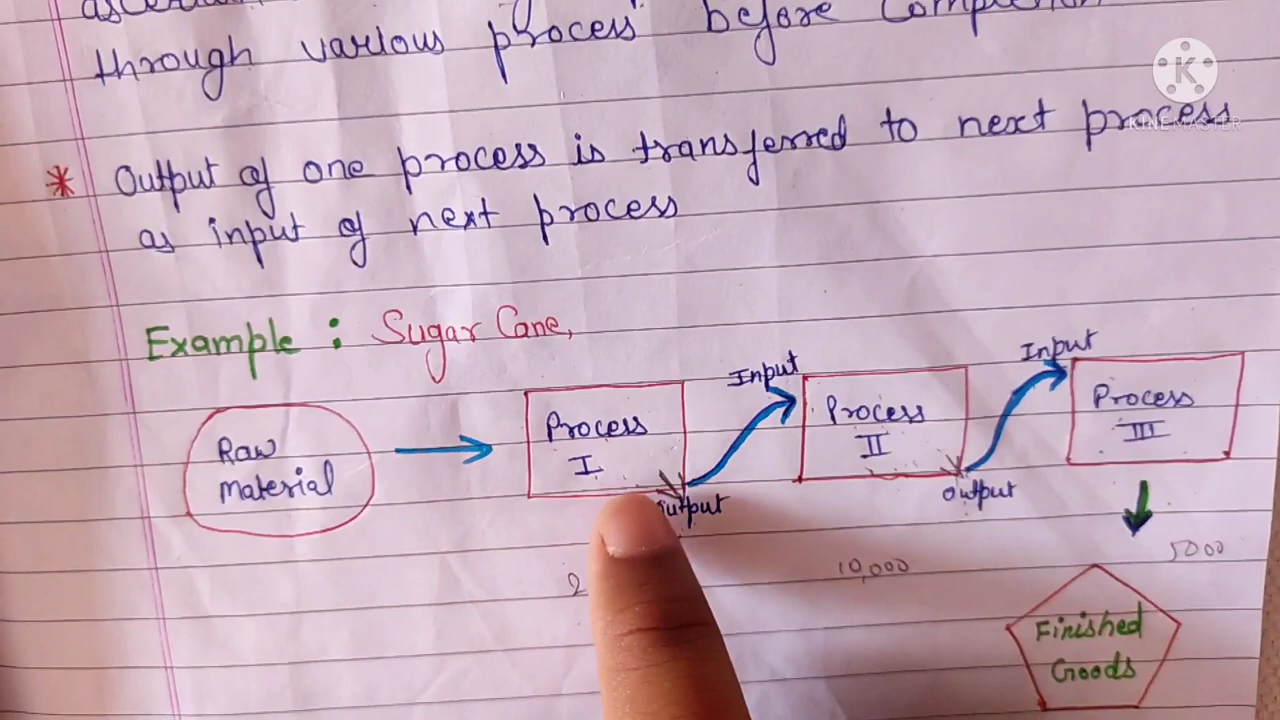 through various process before
* Output of one process is transferred to next process
as input of next process
Example : Sugar Cane,
Raw
Material
Process
I
Output
Input
Process
II
Output
Input
Process
III
10,000
5000
Finished
Goods
K
KINEMASTER